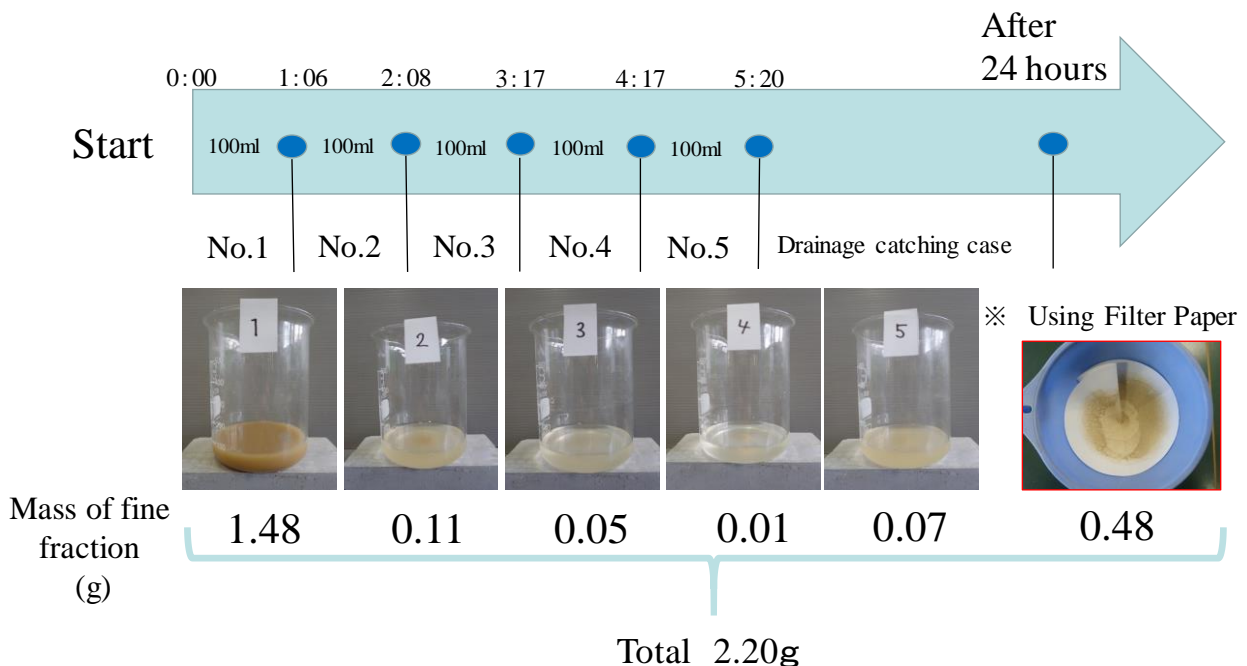 After
24 hours
0:00 1:06 2:08 3:17 4:17 5:20
Start
100ml 100ml 100ml 100ml 100ml
No.1 No.2 No.3 No.4 No.5 Drainage catching case
※ Using Filter Paper
1 2 3 4 5
Mass of fine
fraction
(g)
1.48 0.11 0.05 0.01 0.07 0.48
Total 2.20g